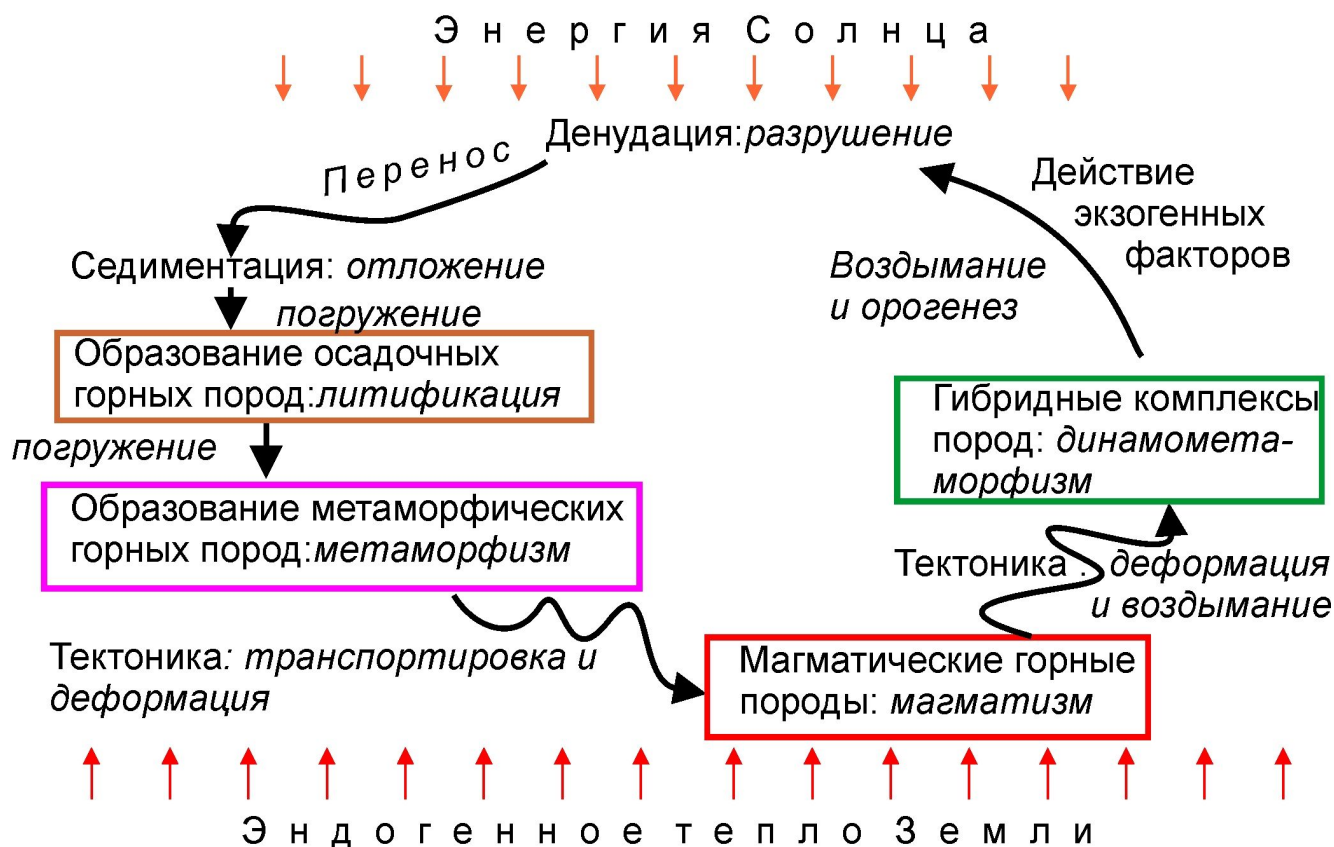 Энергия Солнца
Денудация:разрушение
Перенос
Действие
экзогенных
факторов
Воздымание
и орогенез
Седиментация: отложение
погружение
Образование осадочных
горных пород:литификация
погружение
Образование метаморфических
горных пород:метаморфизм
Гибридные комплексы
пород: динамомета-
морфизм
Тектоника : деформация
и воздымание
Тектоника: транспортировка и
деформация
Магматические горные
породы: магматизм
Эндогенное тепло Земли